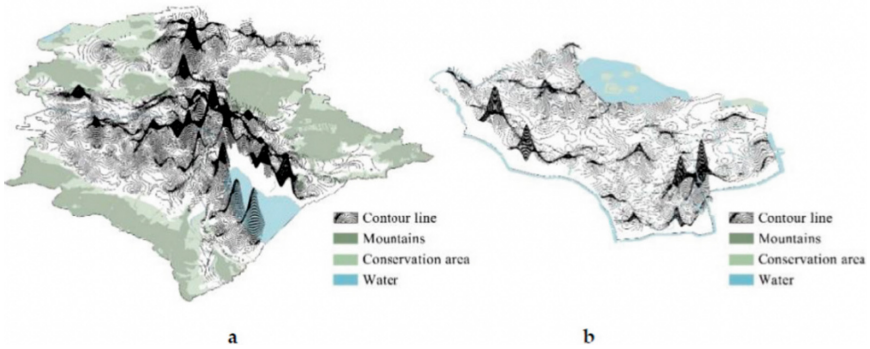 Contour line
Mountains
Conservation area
Water
a
Contour line
Mountains
Conservation area
Water
b